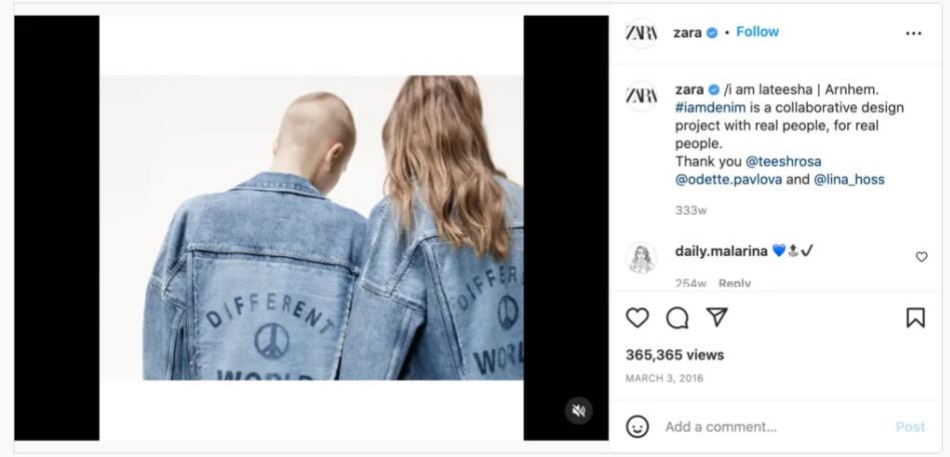 DIFFERENT
WORLD
DIFFER
WORL
ZARA
zara • Follow
ZARA
zara /i am lateesha | Arnhem.
#iamdenim is a collaborative design
project with real people, for real
people.
Thank you @teeshrosa
@odette.pavlova and @lina_hoss
333w
daily.malarina 💙🔝✔
254w Reply
365,365 views
MARCH 3, 2016
Add a comment... Post